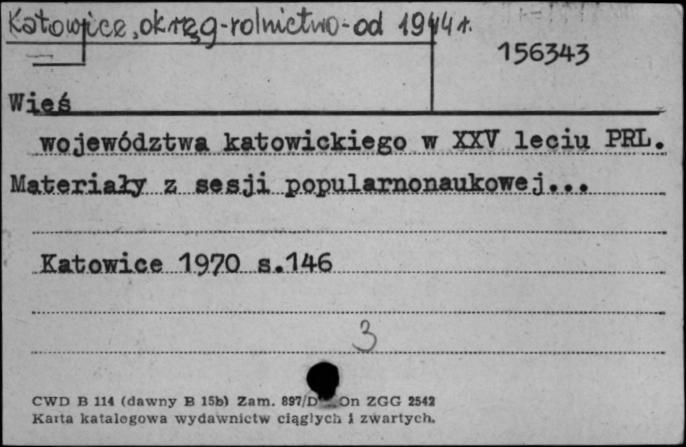 Katowice, okręg-rolnictwo-od 1944 r.
156343
Wieś
województwa katowickiego w XXV leciu PRL.
Materiały z sesji popularnonaukowej...
Katowice 1970 s.146
3
CWD B 114 (dawny B 15b) Zam. 897/D On ZGG 2542
Karta katalogowa wydawnictw ciągłych i zwartych.